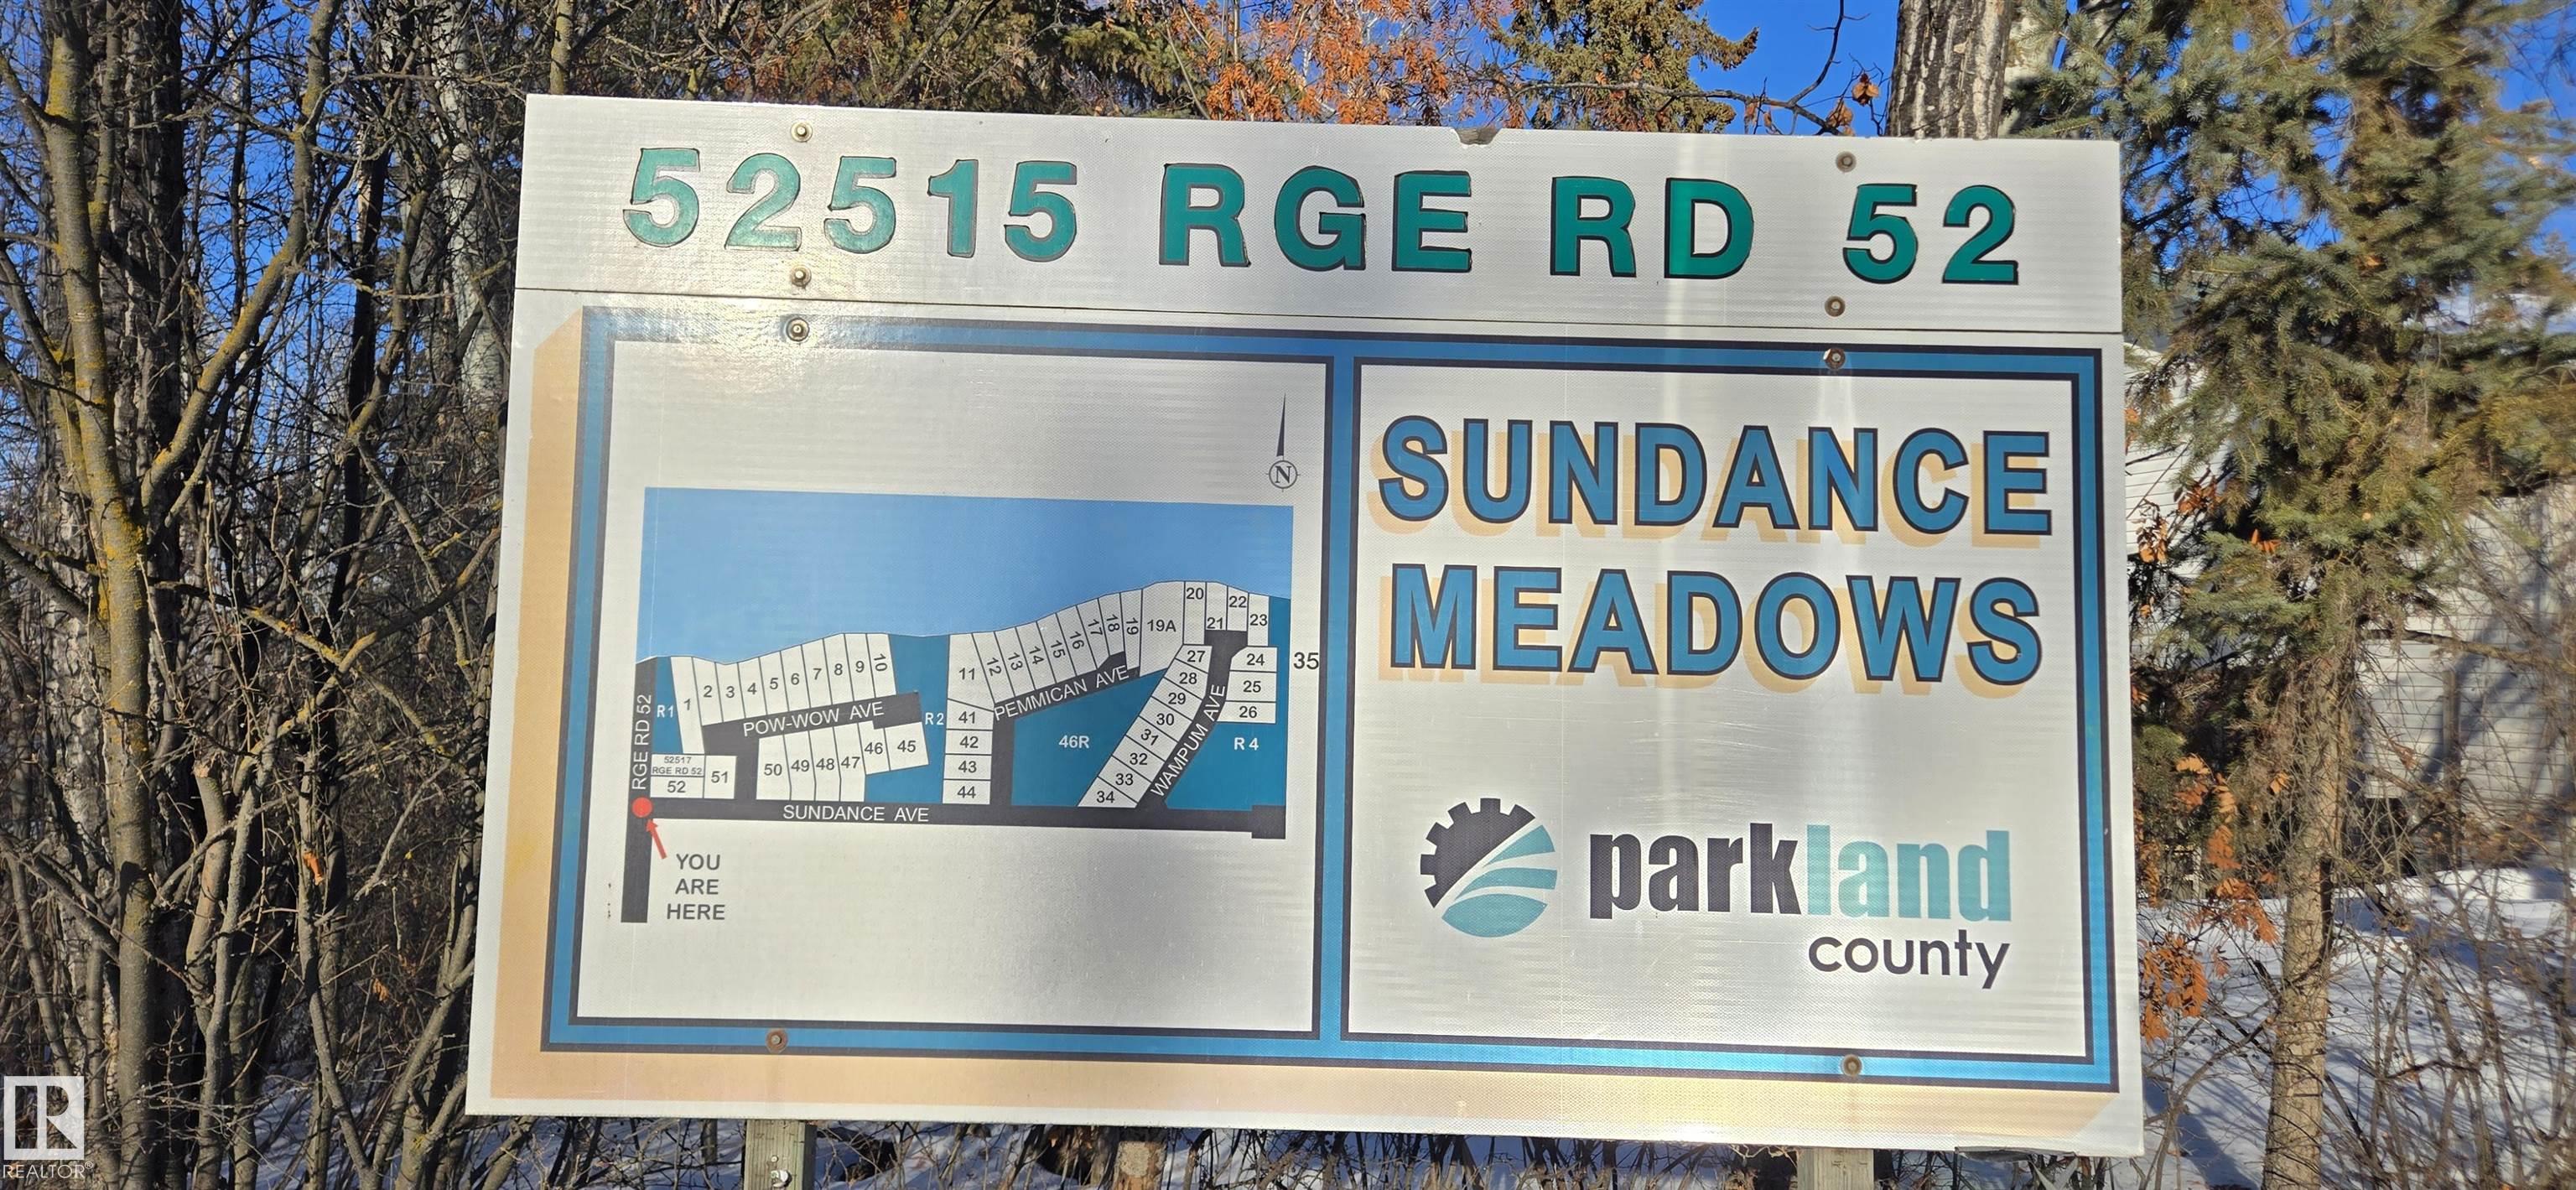 52515 RGE RD 52
N
SUNDANCE
MEADOWS
20 22
19 19A 21 23
11 12 13 14 15 16 17 18
1 2 3 4 5 6 7 8 9 10
27 24 35
28 25
29 26
R1
R2 41
PEMMICAN AVE
POW-WOW AVE
RGE RD 52
30
31
32
33
34
WAMPUM AVE
R 4
46R
42
43
44
50 49 48 47 46 45
52517
RGE RD 52
51
52
SUNDANCE AVE
YOU
ARE
HERE
parkland
county
R
REALTOR®